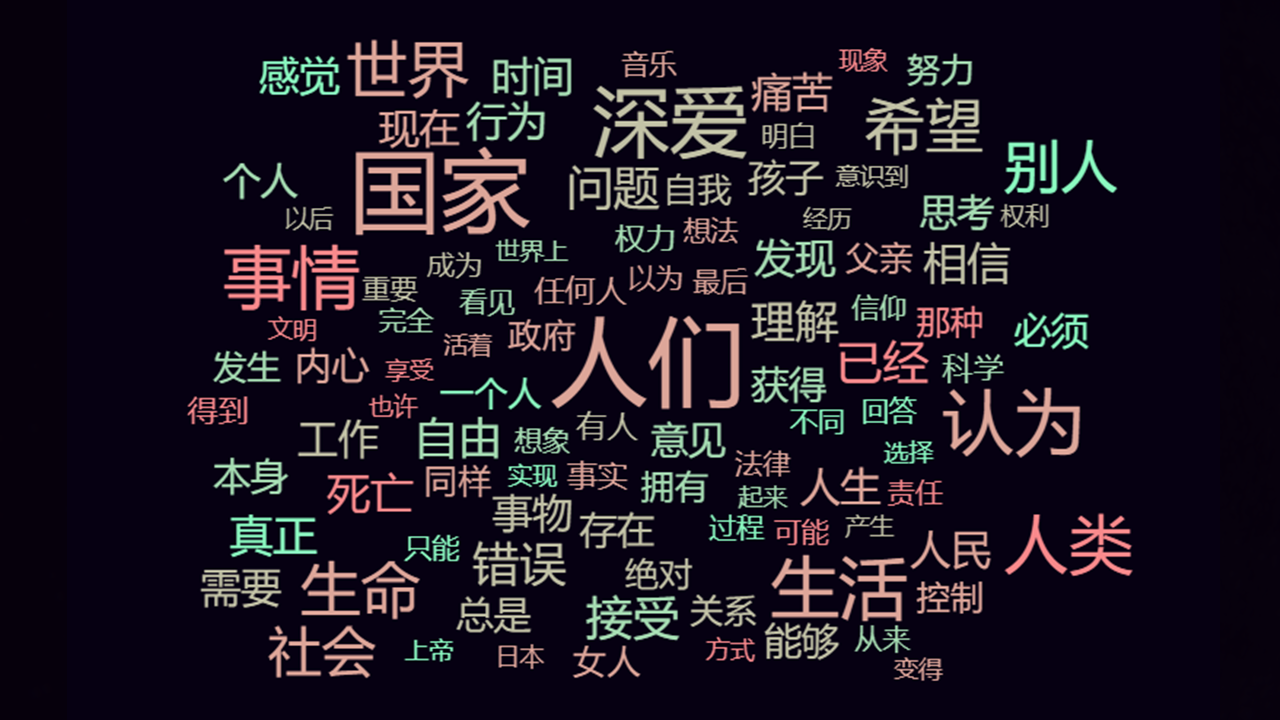 感觉 世界 时间 音乐 现象 努力
现在 行为 深爱 痛苦 明白 希望
个人 国家 问题 自我 孩子 意识到 别人
以后 世界上 权力 想法 经历 思考 权利
事情 重要 成为 看见 任何人 以为 最后 发现 父亲 相信
文明 完全 活着 政府 人们 理解 信仰 那种 必须
发生 内心 享受 一个人 获得 已经 科学
得到 也许 工作 自由 想象 有人 意见 不同 回答 认为
本身 死亡 同样 实现 事实 拥有 法律 起来 人生 选择 责任
真正 只能 事物 存在 过程 可能 产生 人民 人类
需要 生命 错误 绝对 生活 控制
社会 总是 接受 关系 能够 从来
上帝 日本 女人 方式 变得